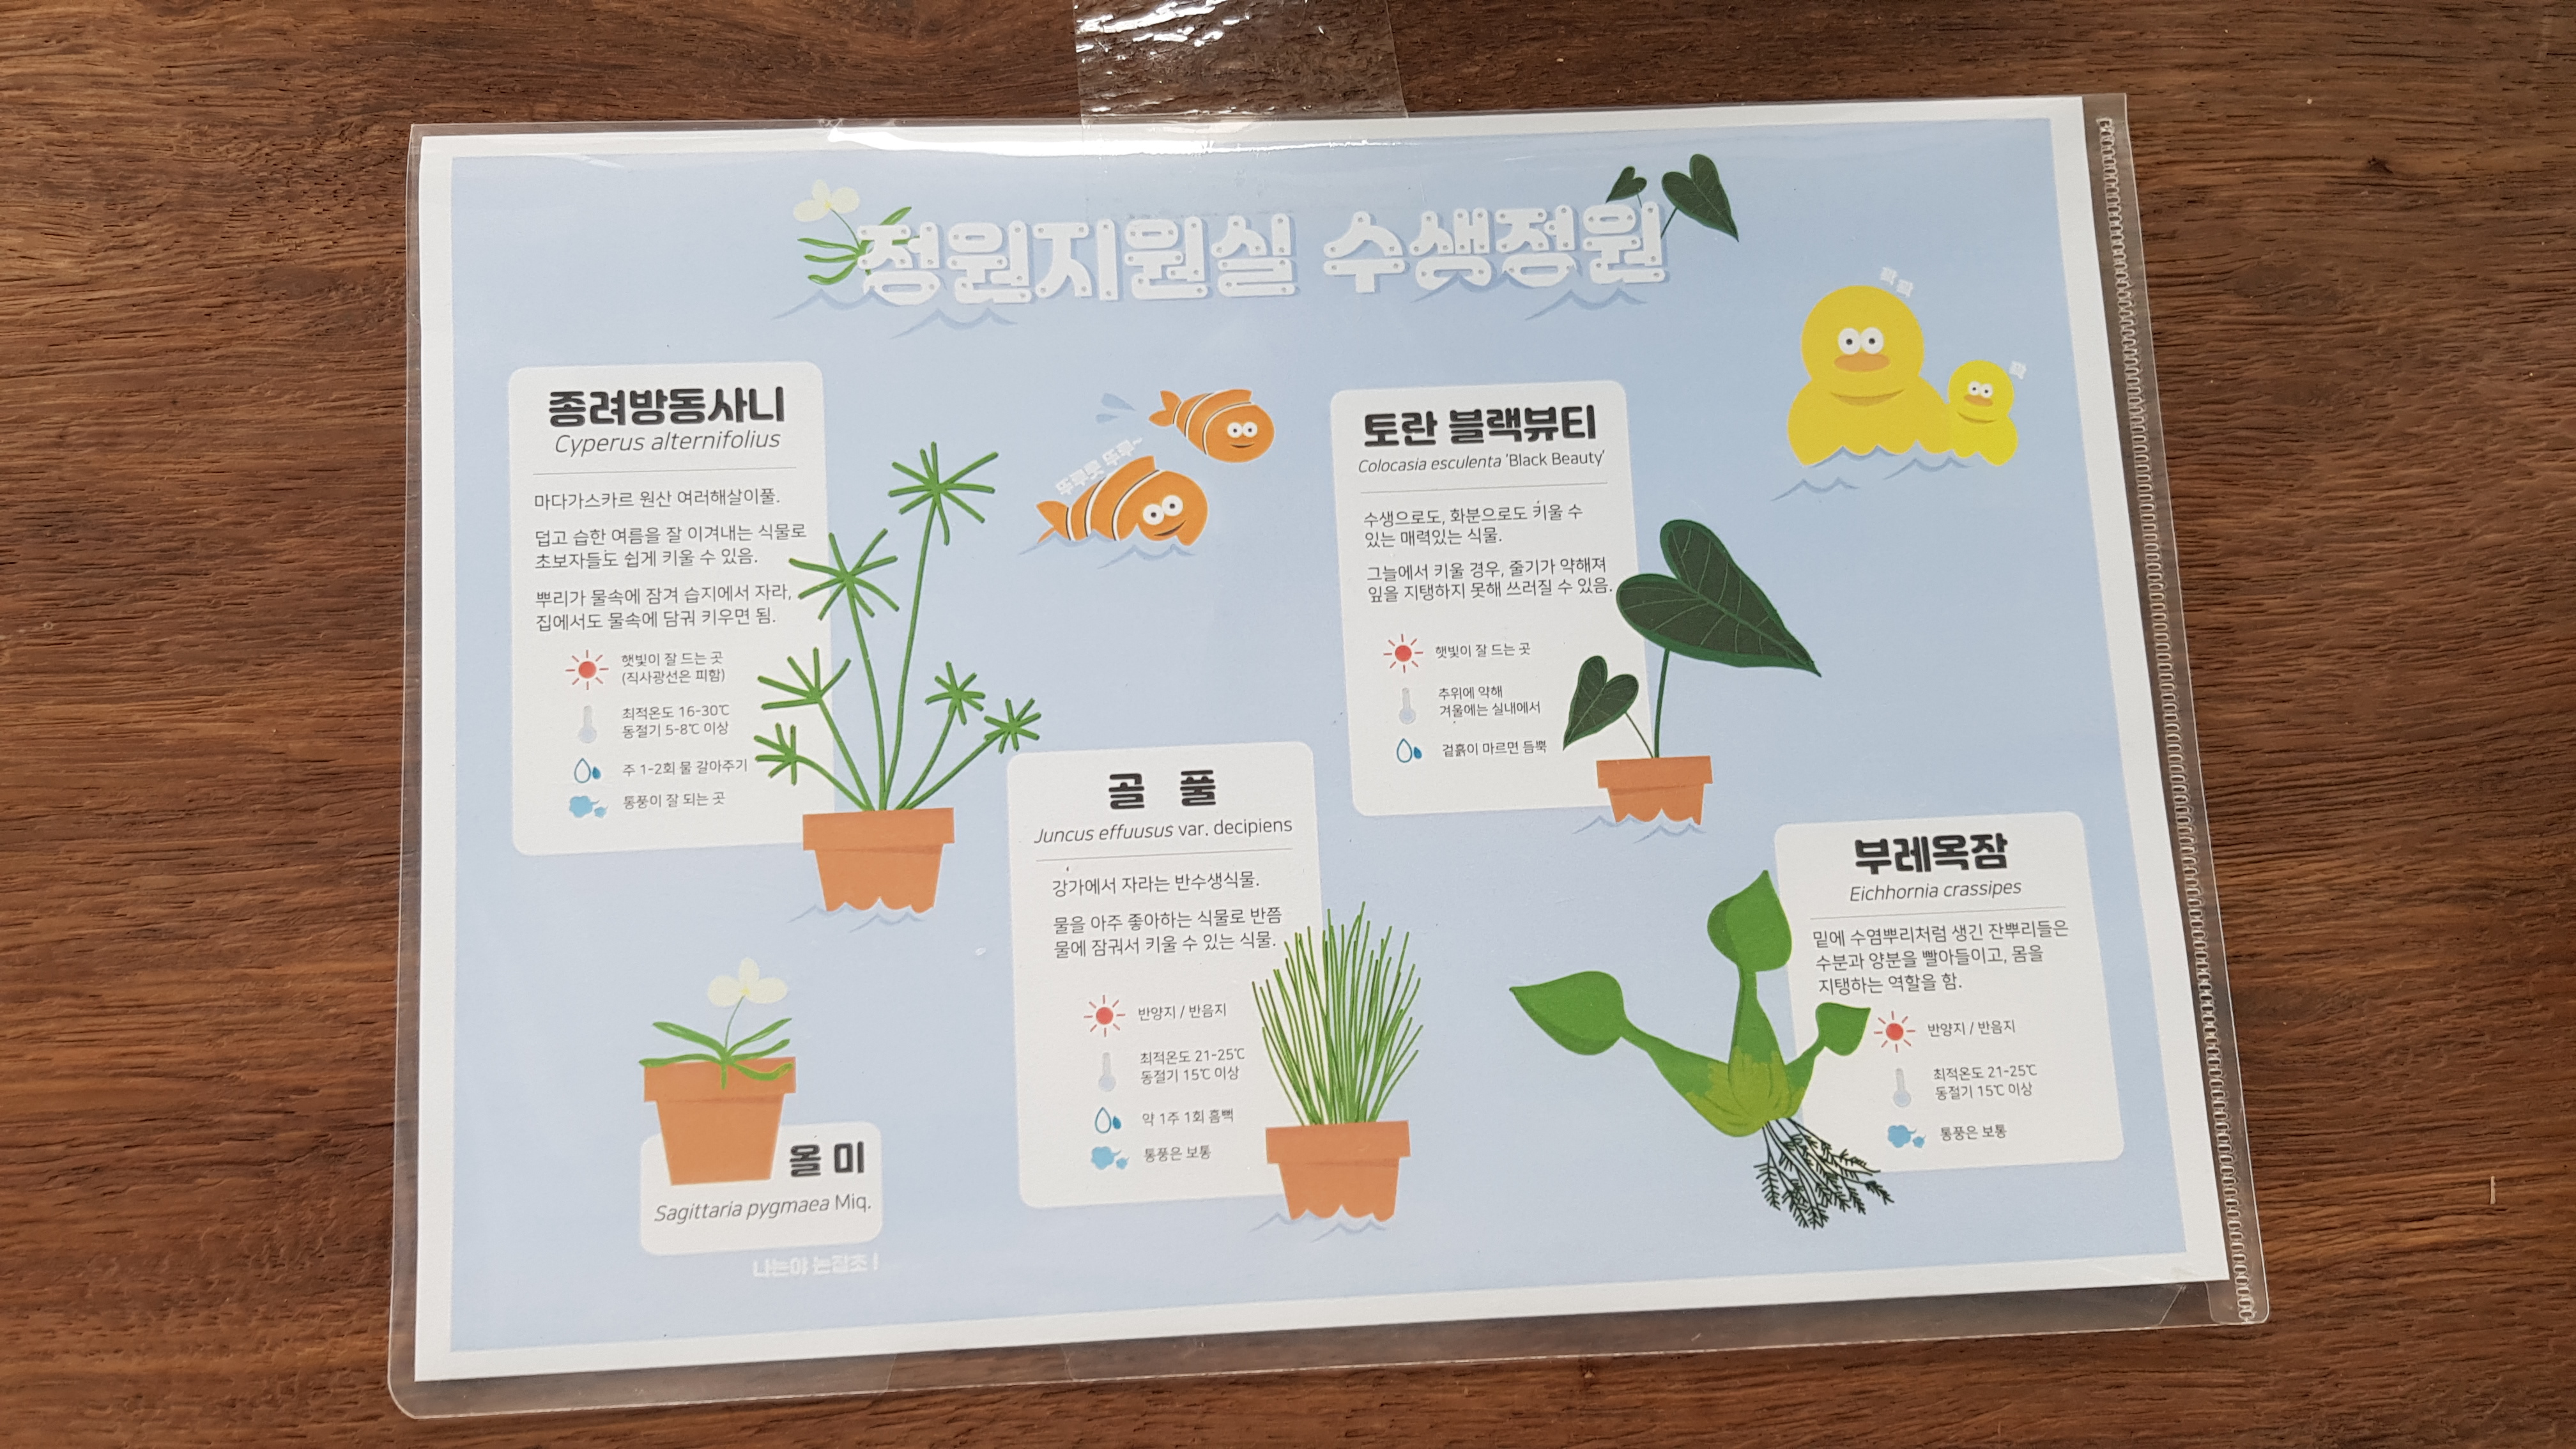 정원지원실 수생정원
꽥꽥
꽥
종려방동사니
Cyperus alternifolius
마다가스카르 원산 여러해살이풀.
덥고 습한 여름을 잘 이겨내는 식물로
초보자들도 쉽게 키울 수 있음.
뿌리가 물속에 잠겨 습지에서 자라,
집에서도 물속에 담궈 키우면 됨.
햇빛이 잘 드는 곳
(직사광선은 피함)
최적온도 16-30℃
동절기 5-8℃ 이상
주 1-2회 물 갈아주기
통풍이 잘 되는 곳
뚜루룻 뚜루~
토란 블랙뷰티
Colocasia esculenta ‘Black Beauty’
수생으로도, 화분으로도 키울 수
있는 매력있는 식물.
그늘에서 키울 경우, 줄기가 약해져
잎을 지탱하지 못해 쓰러질 수 있음.
햇빛이 잘 드는 곳
추위에 약해
겨울에는 실내에서
겉흙이 마르면 듬뿍
골 풀
Juncus effuusus var. decipiens
강가에서 자라는 반수생식물.
물을 아주 좋아하는 식물로 반쯤
물에 잠궈서 키울 수 있는 식물.
반양지 / 반음지
최적온도 21-25℃
동절기 15℃ 이상
약 1주 1회 흠뻑
통풍은 보통
부레옥잠
Eichhornia crassipes
밑에 수염뿌리처럼 생긴 잔뿌리들은
수분과 양분을 빨아들이고, 몸을
지탱하는 역할을 함.
반양지 / 반음지
최적온도 21-25℃
동절기 15℃ 이상
통풍은 보통
올 미
Sagittaria pygmaea Miq.
나는야 논잡초!